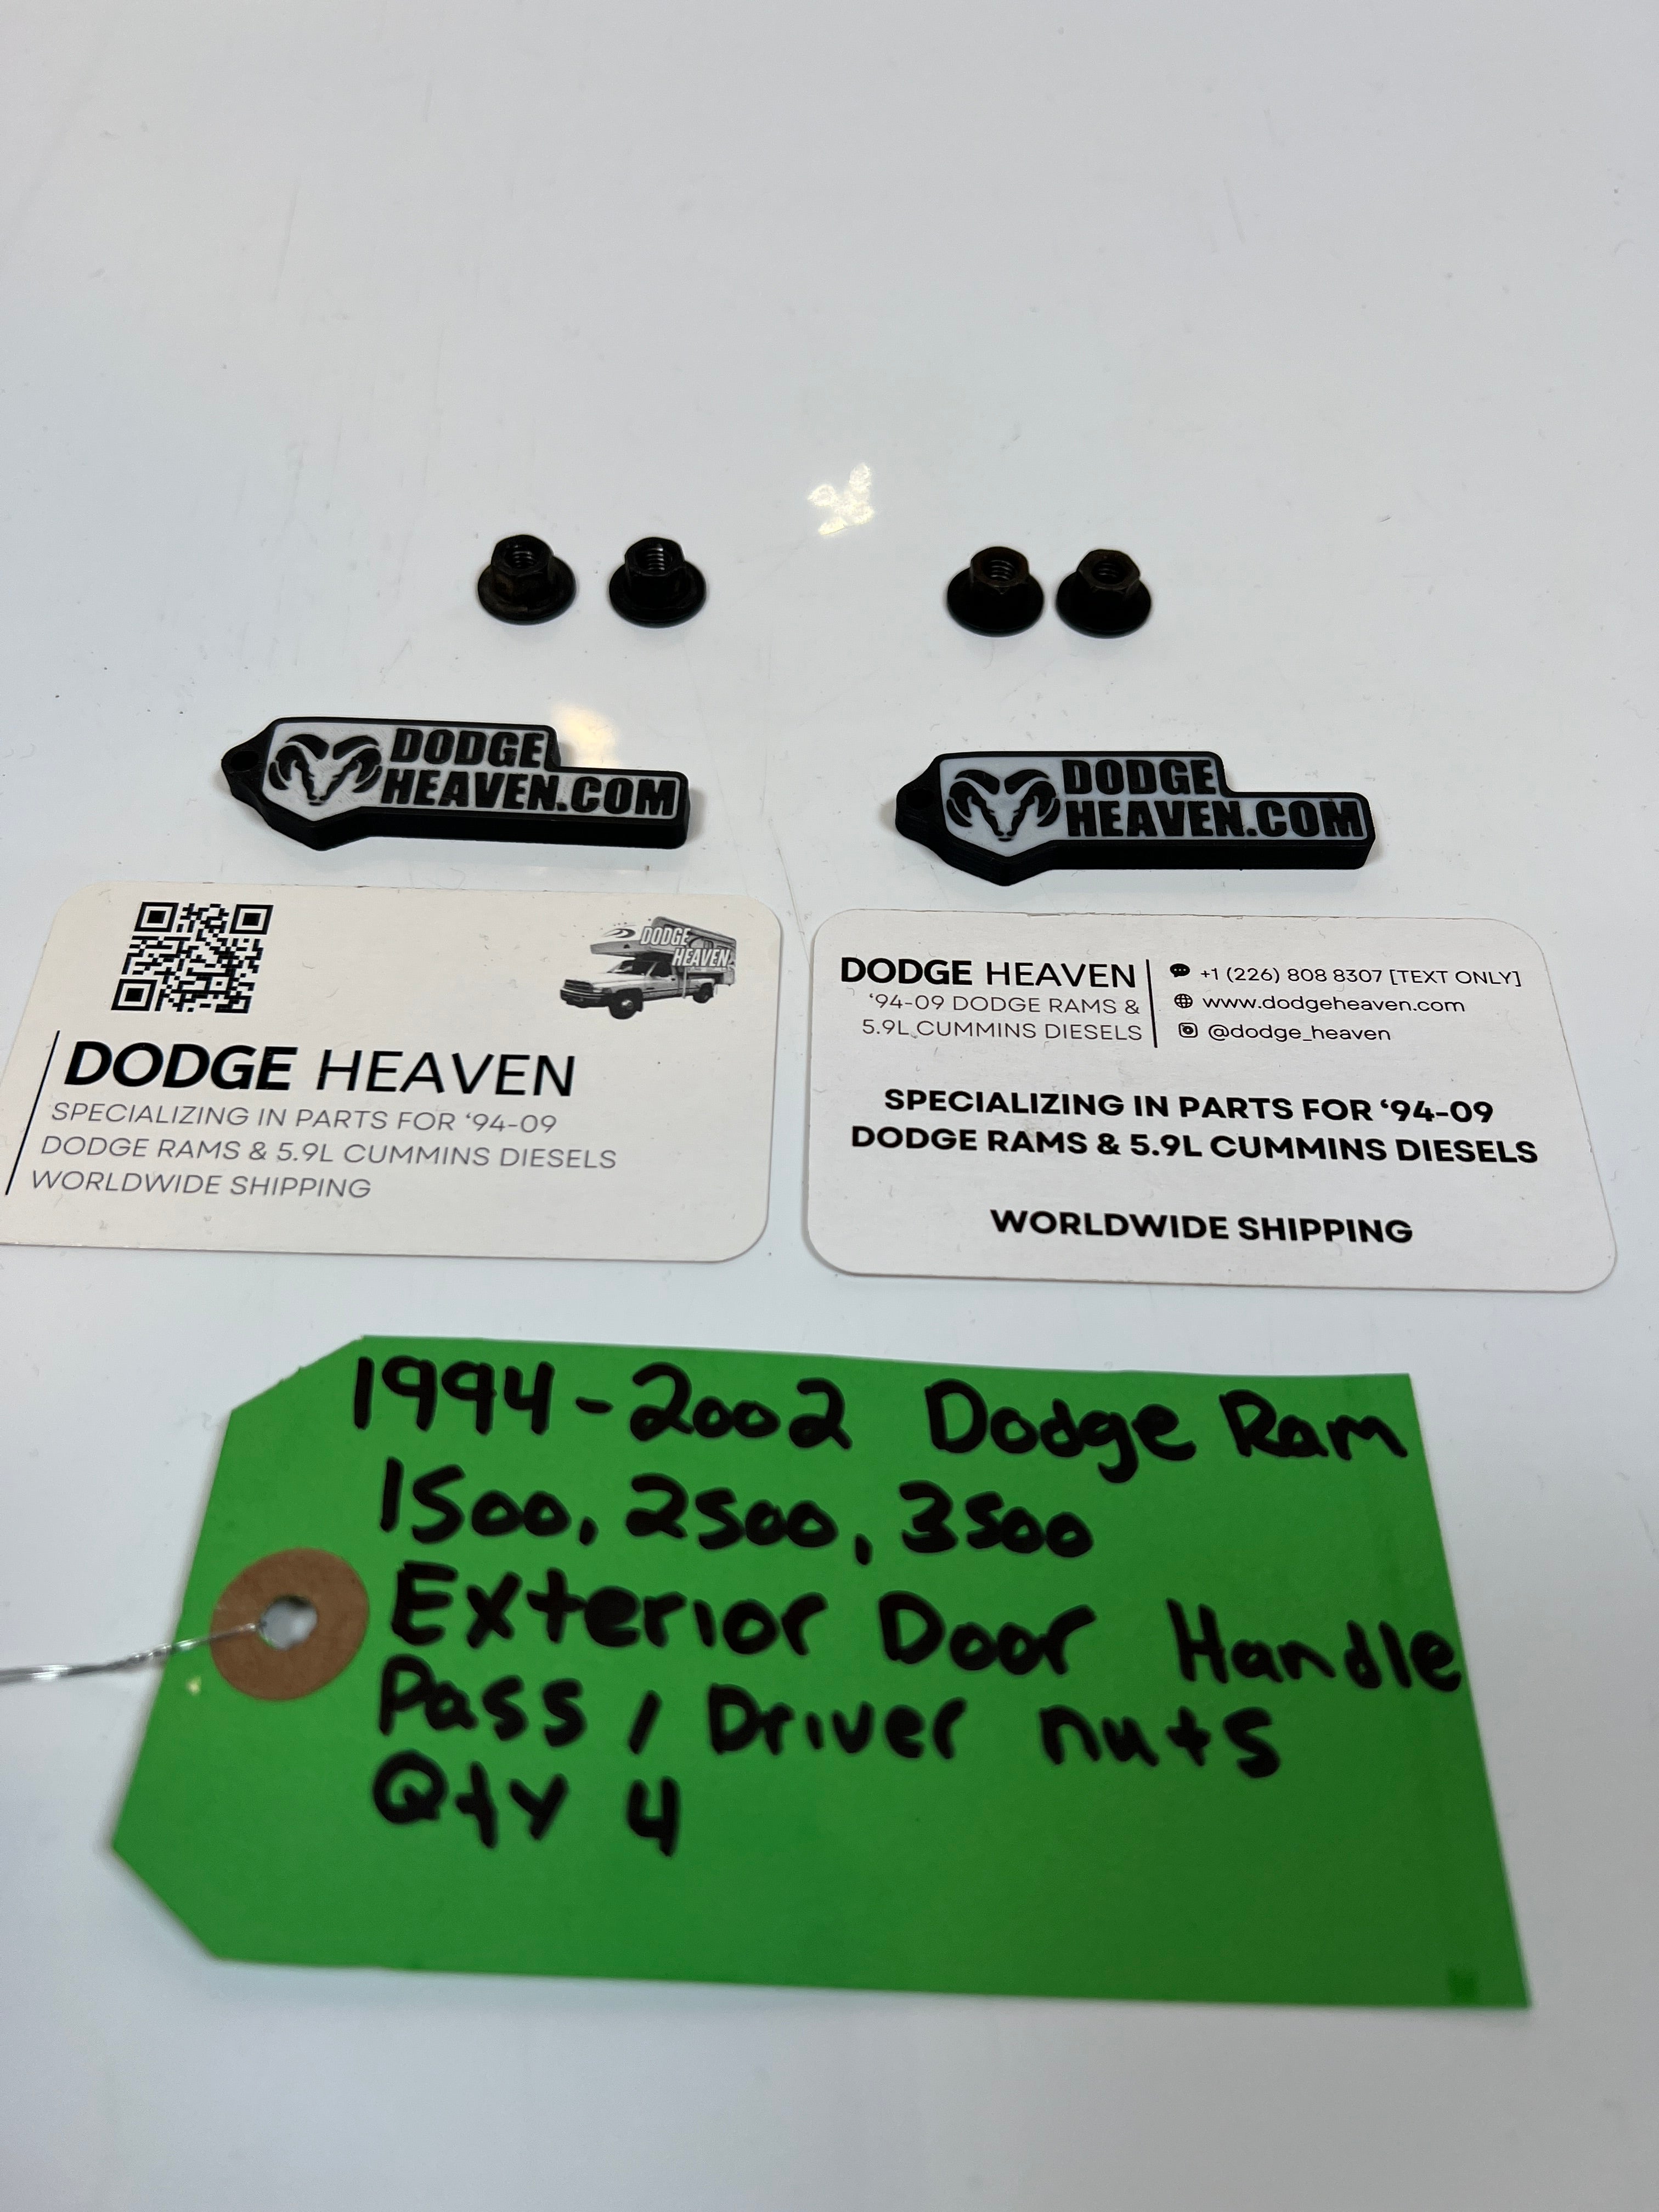 DODGE
HEAVEN.COM
DODGE
HEAVEN.COM
DODGE
HEAVEN
DODGE HEAVEN
SPECIALIZING IN PARTS FOR ‘94-09
DODGE RAMS & 5.9L CUMMINS DIESELS
WORLDWIDE SHIPPING
DODGE HEAVEN
‘94-09 DODGE RAMS &
5.9L CUMMINS DIESELS
+1 (226) 808 8307 [TEXT ONLY]
www.dodgeheaven.com
@dodge_heaven
SPECIALIZING IN PARTS FOR ‘94-09
DODGE RAMS & 5.9L CUMMINS DIESELS
WORLDWIDE SHIPPING
1994-2002 Dodge Ram
1500, 2500, 3500
Exterior Door Handle
Pass / Driver nuts
Qty 4